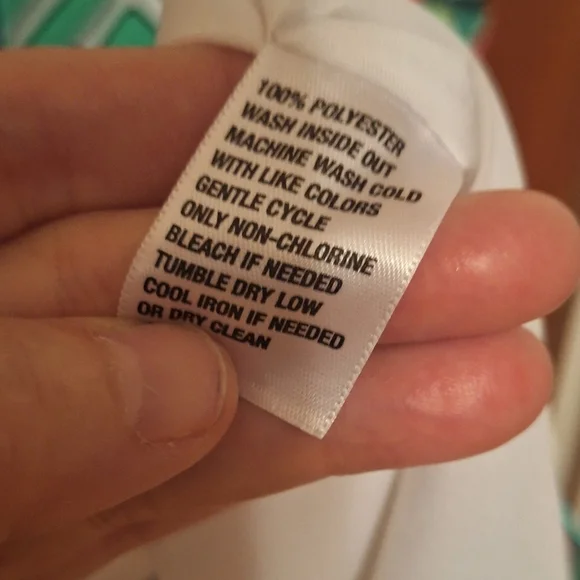 100% POLYESTER
WASH INSIDE OUT
MACHINE WASH COLD
WITH LIKE COLORS
GENTLE CYCLE
ONLY NON-CHLORINE
BLEACH IF NEEDED
TUMBLE DRY LOW
COOL IRON IF NEEDED
OR DRY CLEAN